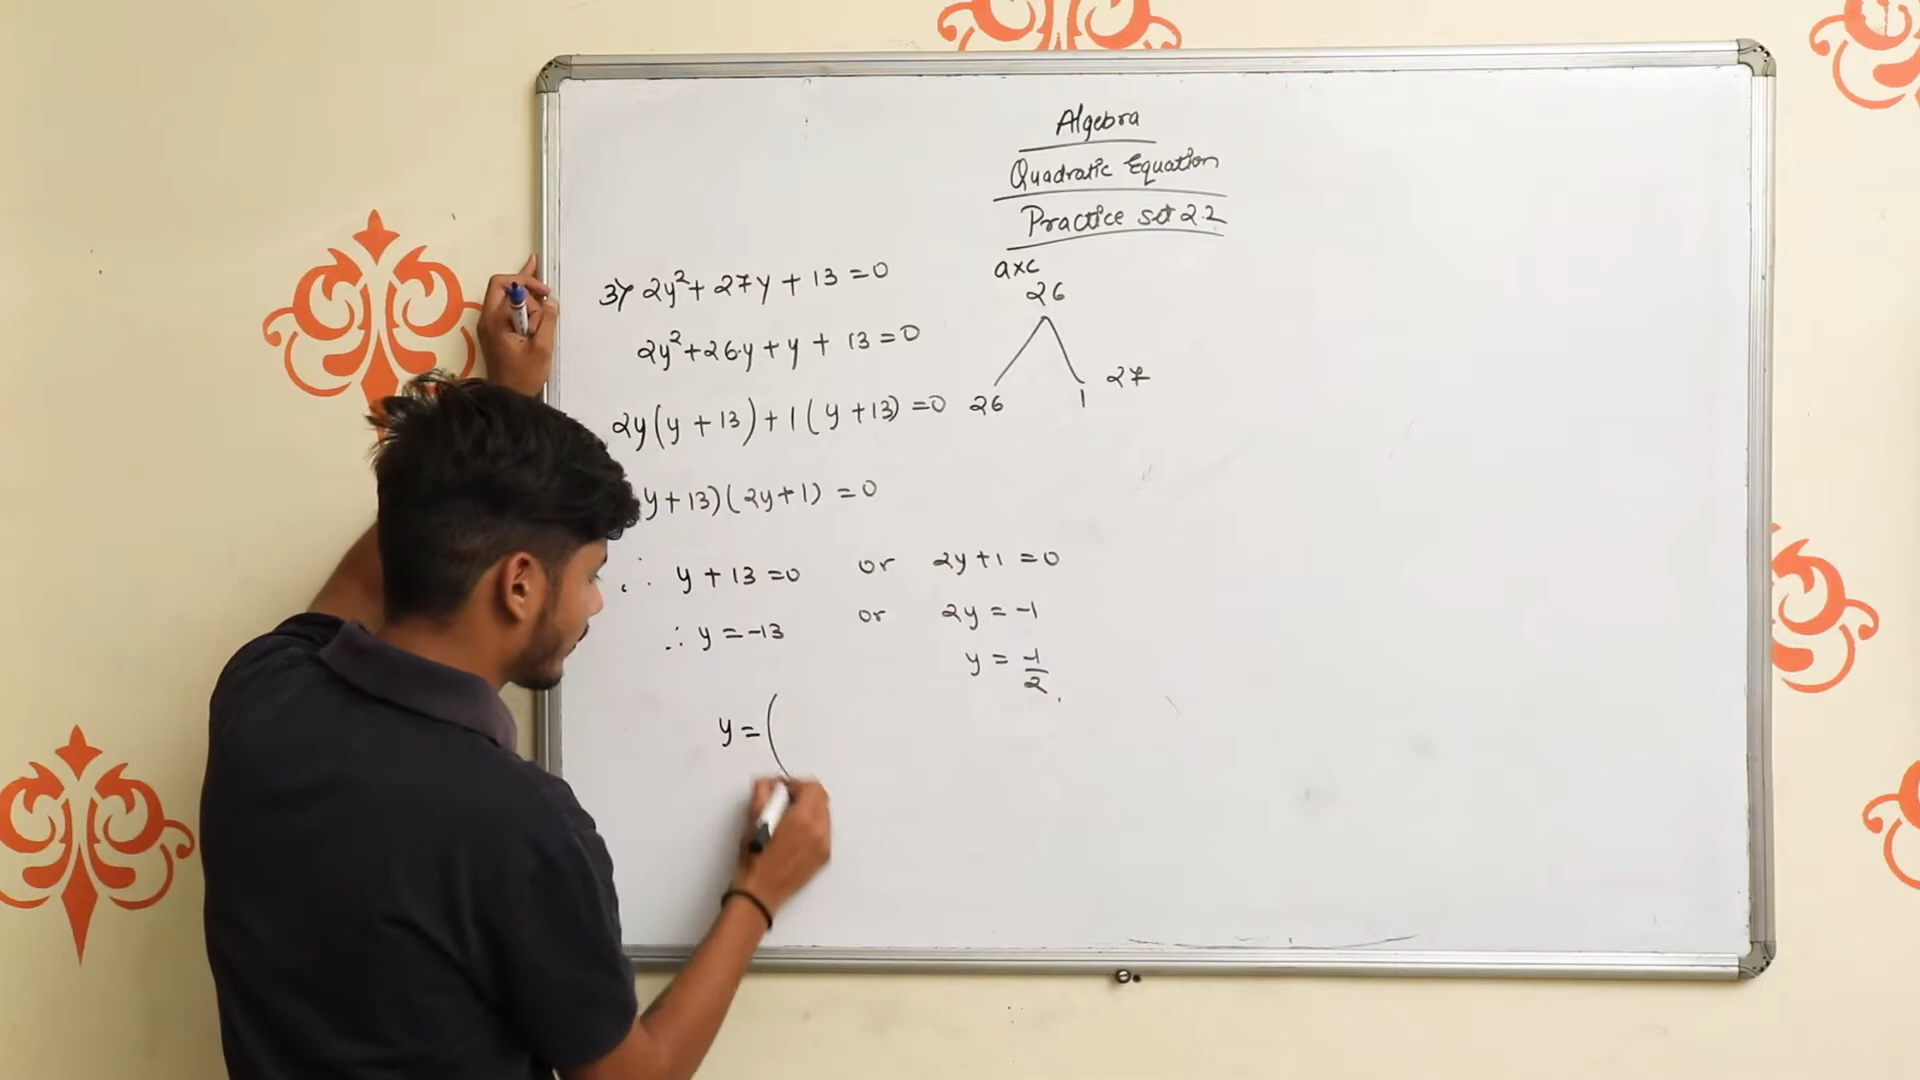 Algebra
Quadratic Equation
Practice set 2.2
3) 2y²+ 27y + 13 = 0
2y²+26y + y + 13 = 0
2y(y + 13) + 1 (y +13) = 0
y + 13)(2y+1) = 0
∴ y + 13 = 0 or 2y + 1 = 0
∴ y = -13 or 2y = -1
y = -1/2
y = (
a×c
26
26 1 27